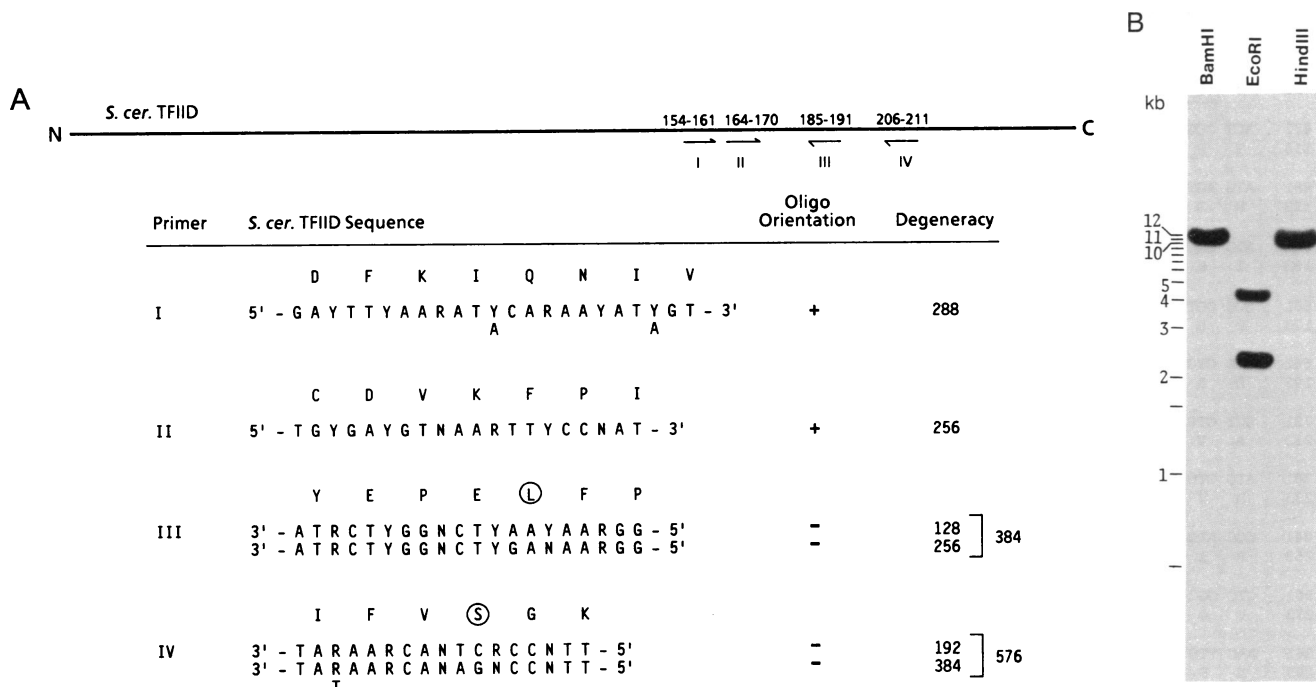 A
S. cer. TFIID
N
C
154-161 164-170 185-191 206-211
I II III IV
Primer S. cer. TFIID Sequence Oligo Orientation Degeneracy
D F K I Q N I V
I 5' - G A Y T T Y A A R A T Y C A R A A Y A T Y G T - 3' + 288
A A
C D V K F P I
II 5' - T G Y G A Y G T N A A R T T Y C C N A T - 3' + 256
Y E P E L F P
III 3' - A T R C T Y G G N C T Y A A Y A A R G G - 5' - 128
3' - A T R C T Y G G N C T Y G A N A A R G G - 5' - 256
384
I F V S G K
IV 3' - T A R A A R C A N T C R C C N T T - 5' - 192
3' - T A R A A R C A N A G N C C N T T - 5' - 384
576
T
B
BamHI EcoRI HindIII
kb
12
11
10
5
4
3
2
1